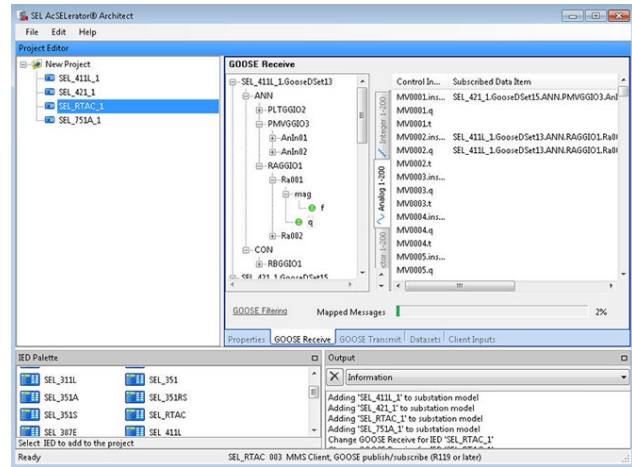 SEL AcSELerator® Architect
File Edit Help
Project Editor
New Project
SEL_411L_1
SEL_421_1
SEL_RTAC_1
SEL_751A_1
GOOSE Receive
SEL_411L_1.GooseDSet13
ANN
PLTGGIO2
PMVGGIO3
AnIn01
AnIn02
RAGGIO1
Ra001
mag
f
q
Ra002
CON
RBGGIO1
SEL_421_1.GooseDSet15
Integer 1-200
Analog 1-200
Control In... Subscribed Data Item
MV0001.ins... SEL_421_1.GooseDSet15.ANN.PMVGGIO3.AnI
MV0001.q
MV0001.t
MV0002.ins... SEL_411L_1.GooseDSet13.ANN.RAGGIO1.Ra0
MV0002.q SEL_411L_1.GooseDSet13.ANN.RAGGIO1.Ra0
MV0002.t
MV0003.ins...
MV0003.q
MV0003.t
MV0004.ins...
MV0004.q
MV0004.t
MV0005.ins...
MV0005.q
GOOSE Filtering Mapped Messages 2%
Properties GOOSE Receive GOOSE Transmit Datasets Client Inputs
IED Palette
SEL_311L SEL_351
SEL_351A SEL_351RS
SEL_351S SEL_RTAC
SEL_387E SEL_411L
Select IED to add to the project
Output
Information
Adding 'SEL_411L_1' to substation model
Adding 'SEL_421_1' to substation model
Adding 'SEL_RTAC_1' to substation model
Adding 'SEL_751A_1' to substation model
Change GOOSE Receive for IED 'SEL_RTAC_1'
Ready SEL_RTAC 003 MMS Client, GOOSE publish/subscribe (R119 or later)